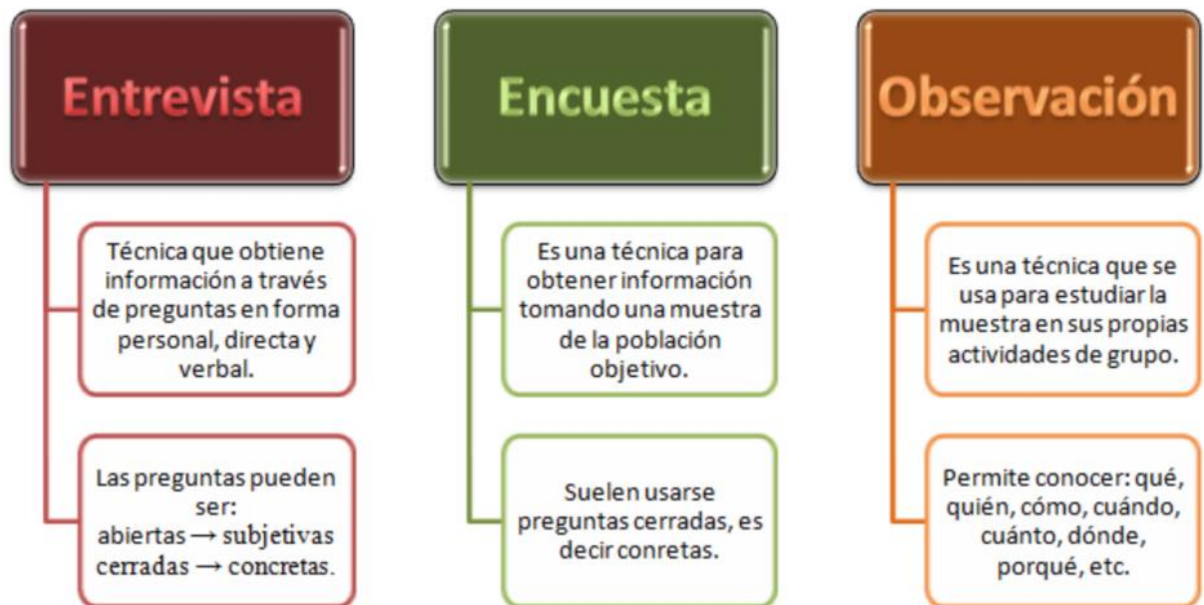 Entrevista
Técnica que obtiene
información a través
de preguntas en forma
personal, directa y
verbal.
Las preguntas pueden
ser:
abiertas → subjetivas
cerradas → concretas.
Encuesta
Es una técnica para
obtener información
tomando una muestra
de la población
objetivo.
Suelen usarse
preguntas cerradas, es
decir conretas.
Observación
Es una técnica que se
usa para estudiar la
muestra en sus propias
actividades de grupo.
Permite conocer: qué,
quién, cómo, cuándo,
cuánto, dónde,
porqué, etc.